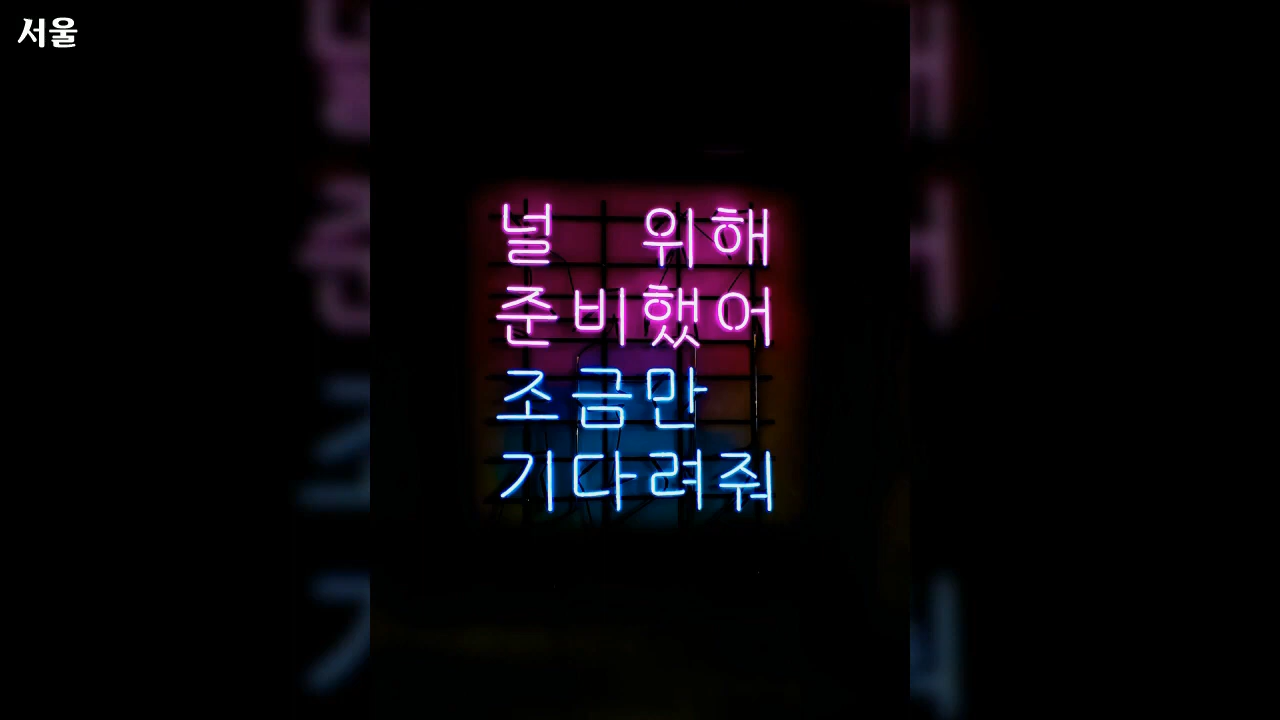 서울
널 위해
준비했어
조금만
기다려줘